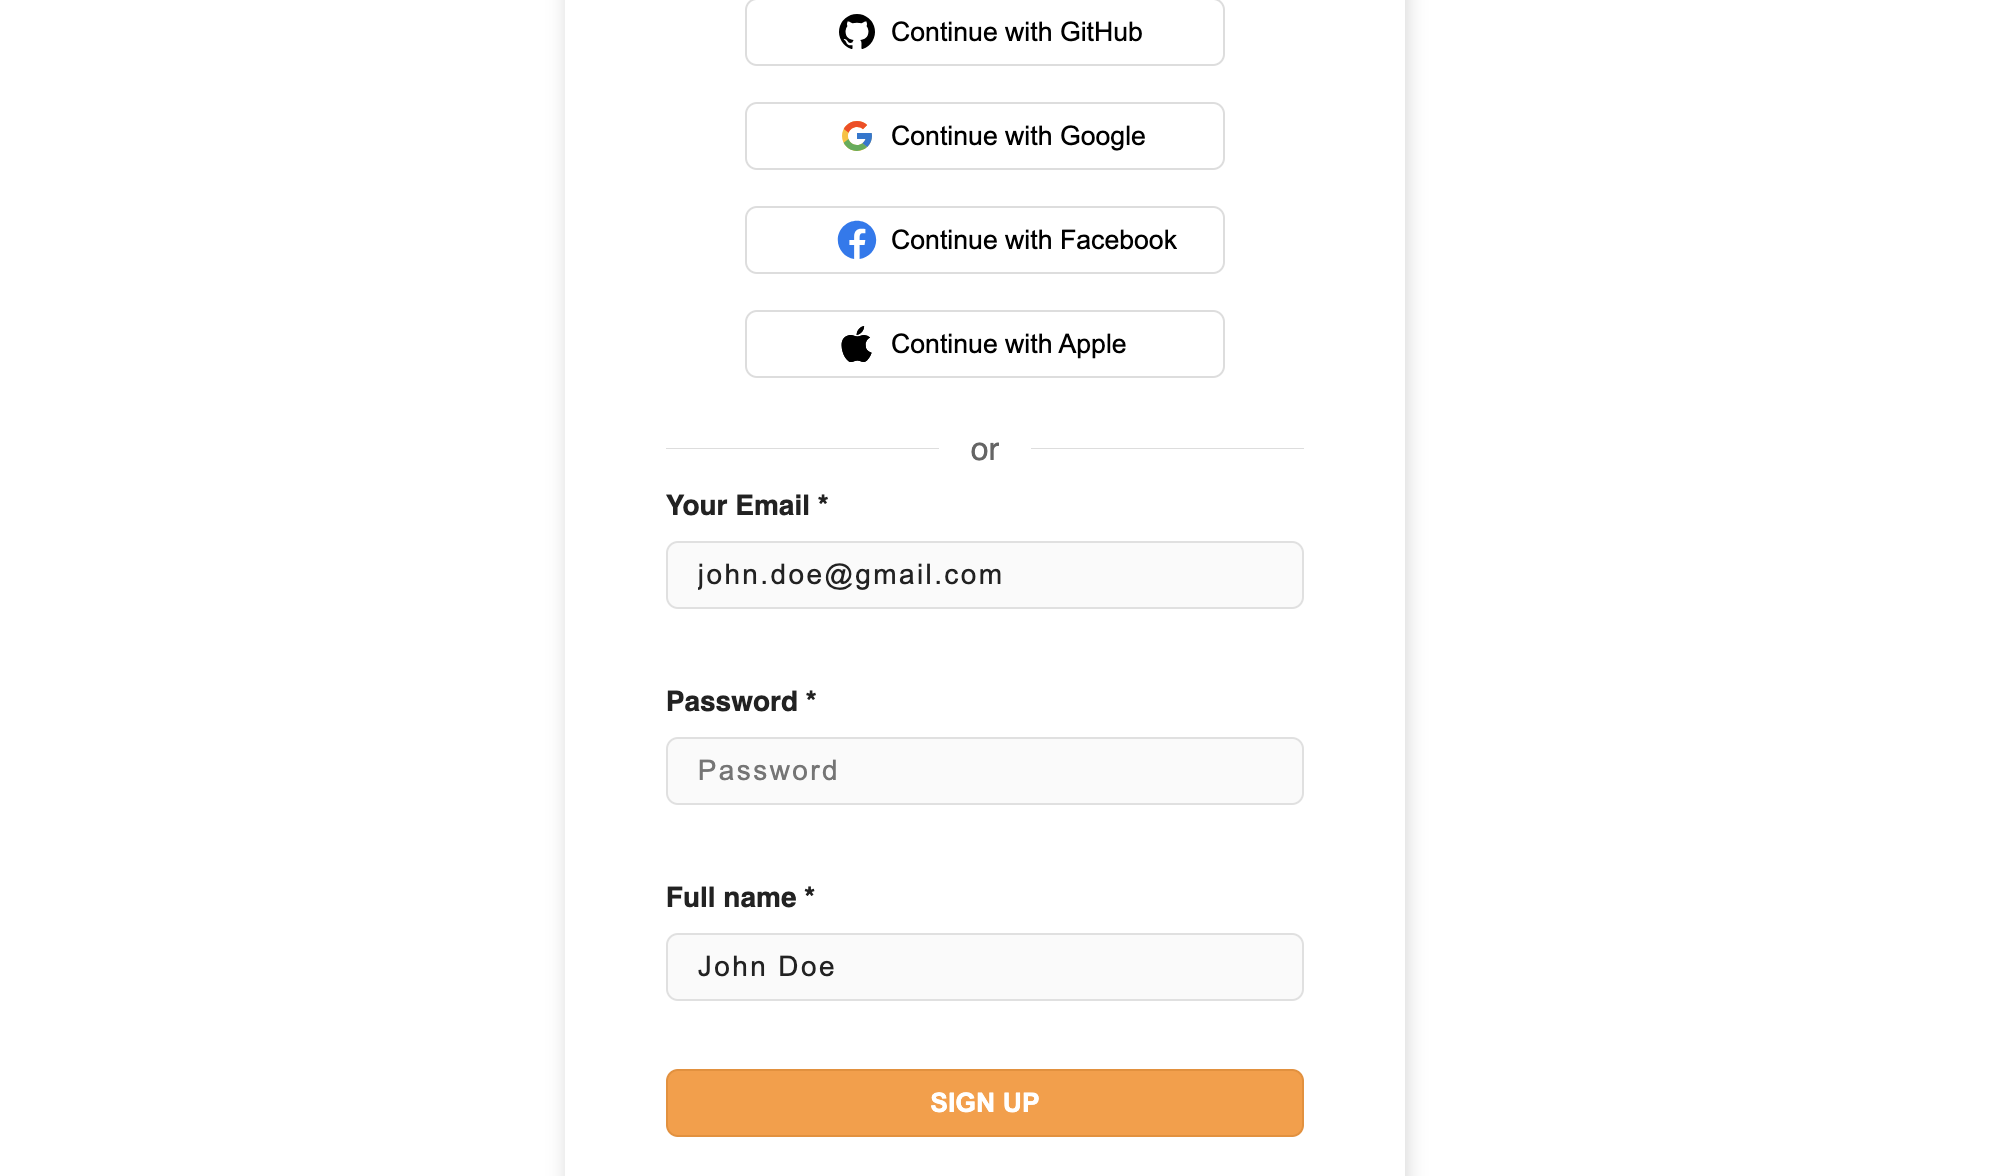 Continue with GitHub
Continue with Google
Continue with Facebook
Continue with Apple
or
Your Email *
john.doe@gmail.com
Password *
Password
Full name *
John Doe
SIGN UP